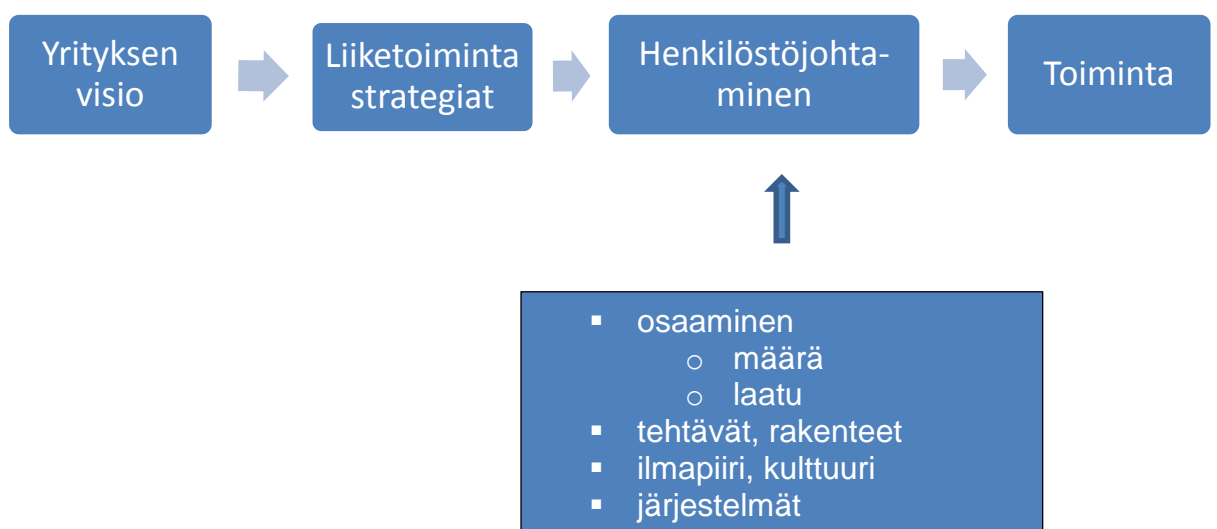 Yrityksen
visio
Liiketoiminta
strategiat
Henkilöstöjohta-
minen
Toiminta
▪ osaaminen
o määrä
o laatu
▪ tehtävät, rakenteet
▪ ilmapiiri, kulttuuri
▪ järjestelmät